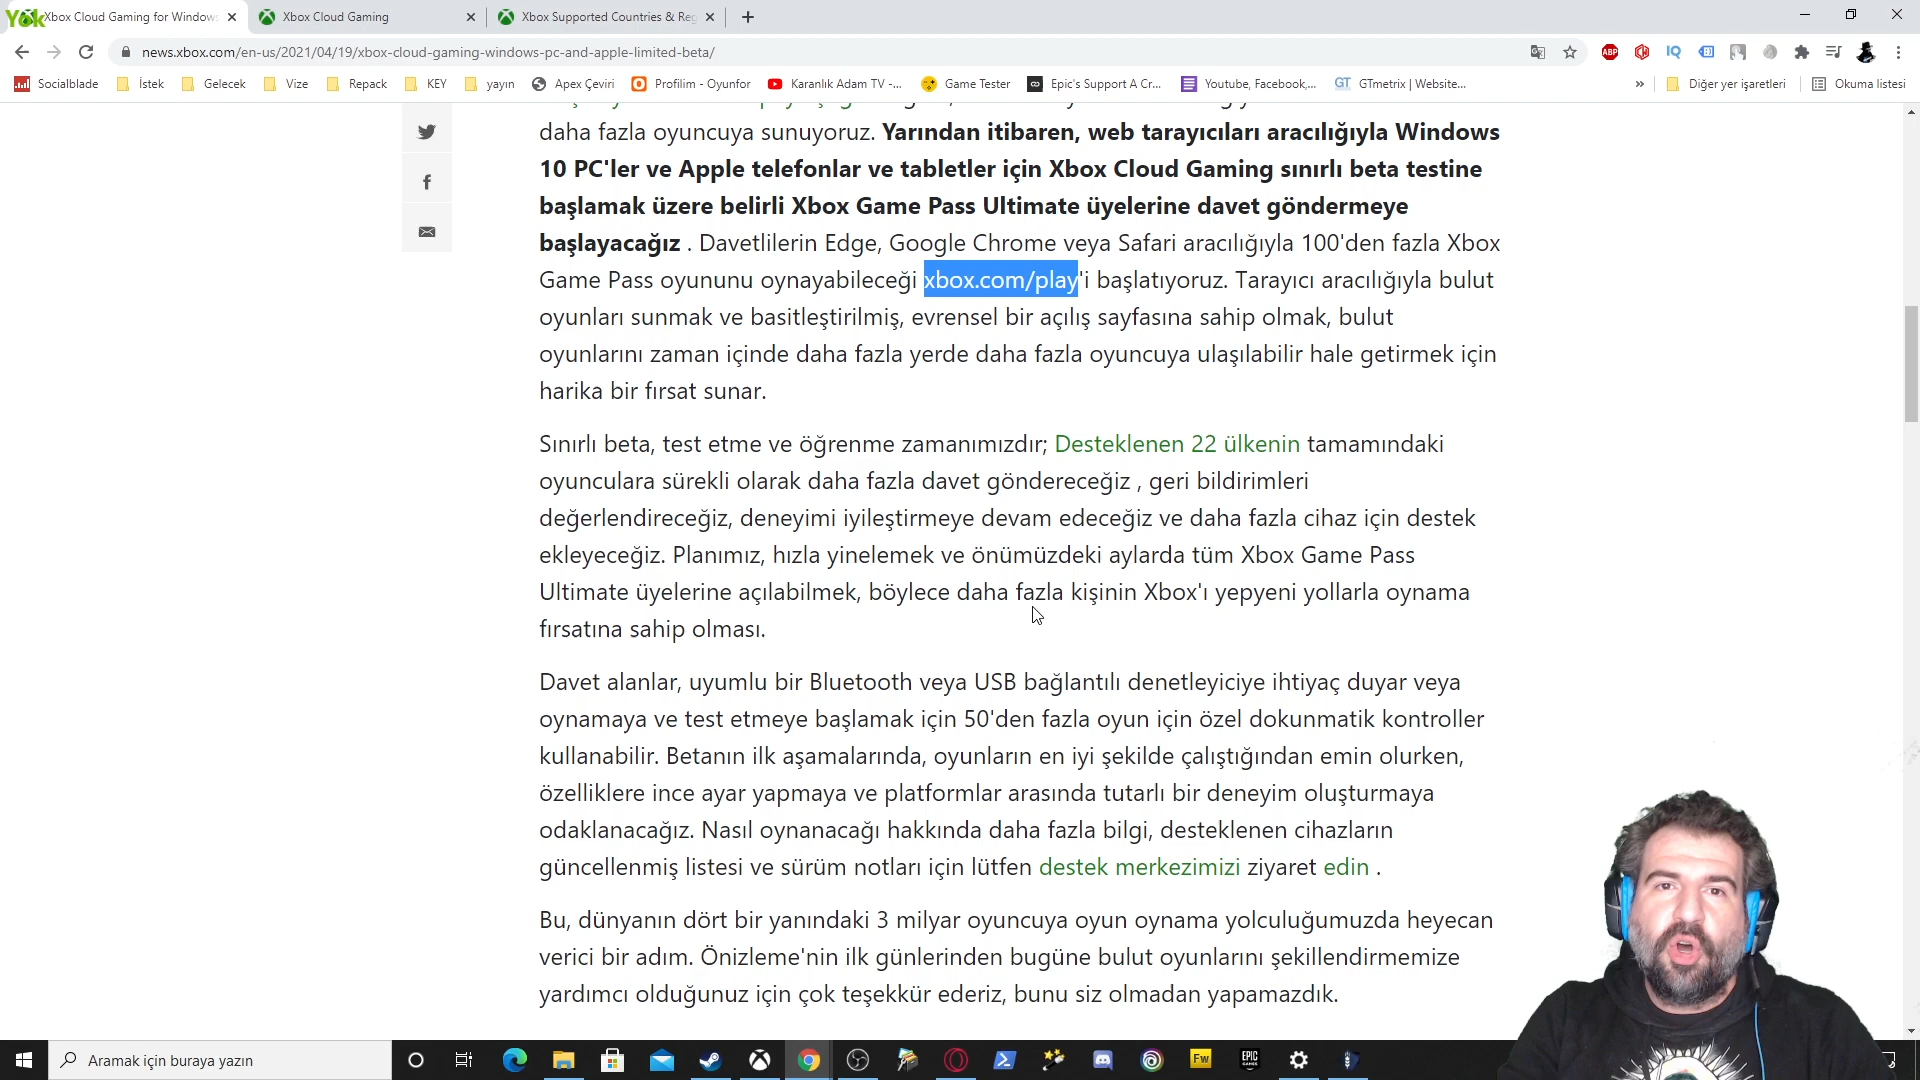 Yok
Xbox Cloud Gaming for Windows
Xbox Cloud Gaming
Xbox Supported Countries & Reg
news.xbox.com/en-us/2021/04/19/xbox-cloud-gaming-windows-pc-and-apple-limited-beta/
ABP
IQ
Socialblade
İstek
Gelecek
Vize
Repack
KEY
yayın
Apex Çeviri
Profilim - Oyunfor
Karanlık Adam TV -...
Game Tester
Epic's Support A Cr...
Youtube, Facebook,...
GT
GTmetrix | Website...
»
Diğer yer işaretleri
Okuma listesi
daha fazla oyuncuya sunuyoruz. Yarından itibaren, web tarayıcıları aracılığıyla Windows
10 PC'ler ve Apple telefonlar ve tabletler için Xbox Cloud Gaming sınırlı beta testine
başlamak üzere belirli Xbox Game Pass Ultimate üyelerine davet göndermeye
başlayacağız . Davetlilerin Edge, Google Chrome veya Safari aracılığıyla 100'den fazla Xbox
Game Pass oyununu oynayabileceği xbox.com/play'i başlatıyoruz. Tarayıcı aracılığıyla bulut
oyunları sunmak ve basitleştirilmiş, evrensel bir açılış sayfasına sahip olmak, bulut
oyunlarını zaman içinde daha fazla yerde daha fazla oyuncuya ulaşılabilir hale getirmek için
harika bir fırsat sunar.
Sınırlı beta, test etme ve öğrenme zamanımızdır; Desteklenen 22 ülkenin tamamındaki
oyunculara sürekli olarak daha fazla davet göndereceğiz , geri bildirimleri
değerlendireceğiz, deneyimi iyileştirmeye devam edeceğiz ve daha fazla cihaz için destek
ekleyeceğiz. Planımız, hızla yinelemek ve önümüzdeki aylarda tüm Xbox Game Pass
Ultimate üyelerine açılabilmek, böylece daha fazla kişinin Xbox'ı yepyeni yollarla oynama
fırsatına sahip olması.
Davet alanlar, uyumlu bir Bluetooth veya USB bağlantılı denetleyiciye ihtiyaç duyar veya
oynamaya ve test etmeye başlamak için 50'den fazla oyun için özel dokunmatik kontroller
kullanabilir. Betanın ilk aşamalarında, oyunların en iyi şekilde çalıştığından emin olurken,
özelliklere ince ayar yapmaya ve platformlar arasında tutarlı bir deneyim oluşturmaya
odaklanacağız. Nasıl oynanacağı hakkında daha fazla bilgi, desteklenen cihazların
güncellenmiş listesi ve sürüm notları için lütfen destek merkezimizi ziyaret edin .
Bu, dünyanın dört bir yanındaki 3 milyar oyuncuya oyun oynama yolculuğumuzda heyecan
verici bir adım. Önizleme'nin ilk günlerinden bugüne bulut oyunlarını şekillendirmemize
yardımcı olduğunuz için çok teşekkür ederiz, bunu siz olmadan yapamazdık.
Aramak için buraya yazın
Fw
EPIC
GAMES